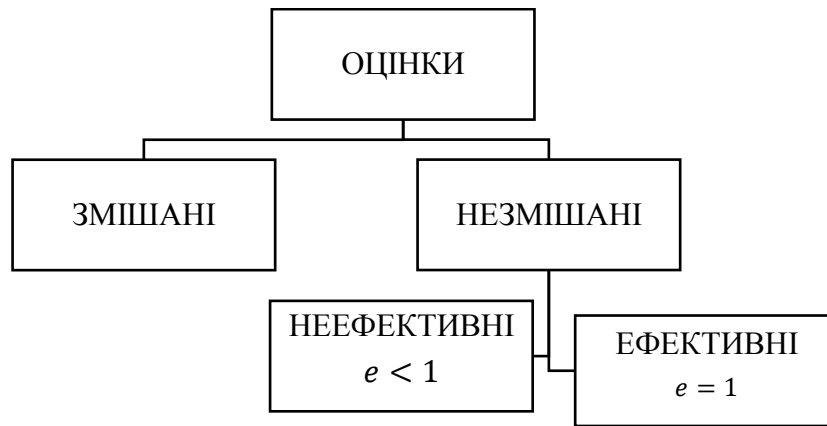 ОЦІНКИ
ЗМІШАНІ
НЕЗМІШАНІ
НЕЕФЕКТИВНІ
e < 1
ЕФЕКТИВНІ
e = 1